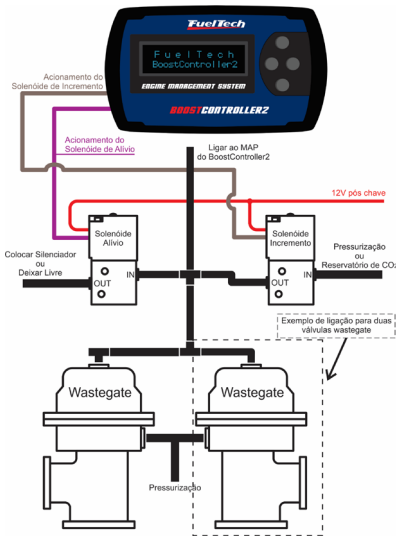 FuelTech
FuelTech
BoostController2
ENGINE MANAGEMENT SYSTEM
BOOSTCONTROLLER2
Acionamento do
Solenóide de Incremento
Acionamento do
Solenóide de Alívio
Ligar ao MAP
do BoostController2
12V pós chave
Solenóide
Alívio
Solenóide
Incremento
Colocar Silenciador
ou
Deixar Livre
IN
OUT
IN
OUT
Pressurização
ou
Reservatório de CO₂
Exemplo de ligação para duas
válvulas wastegate
Wastegate
Wastegate
Pressurização